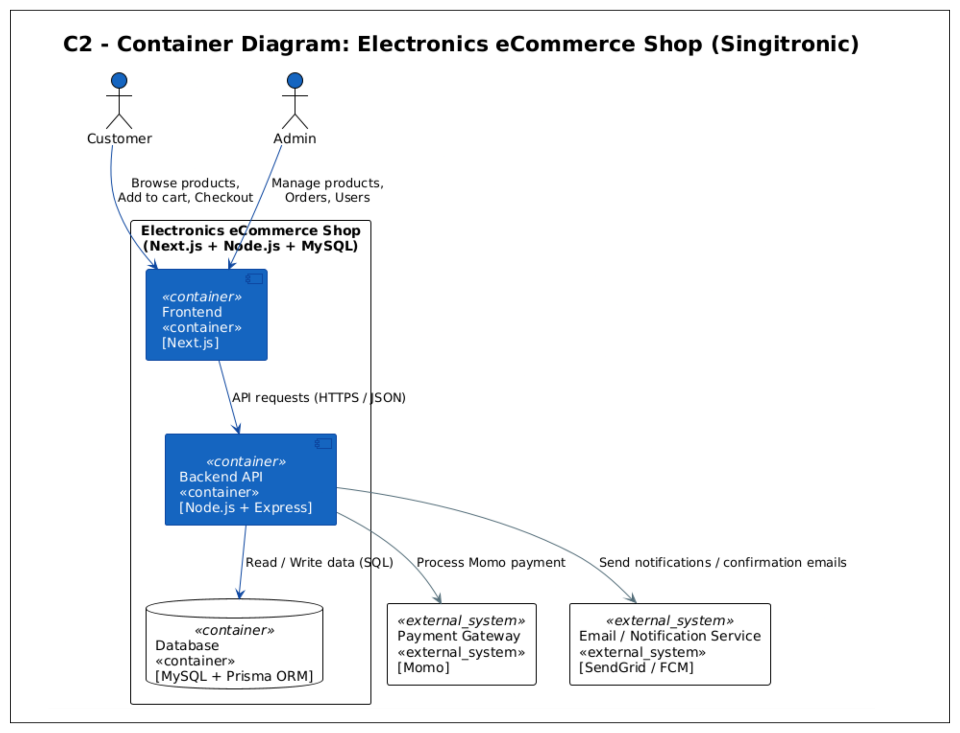 C2 - Container Diagram: Electronics eCommerce Shop (Singitronic)
Customer
Admin
Browse products,
Add to cart, Checkout
Manage products,
Orders, Users
Electronics eCommerce Shop
(Next.js + Node.js + MySQL)
«container»
Frontend
«container»
[Next.js]
API requests (HTTPS / JSON)
«container»
Backend API
«container»
[Node.js + Express]
Read / Write data (SQL)
Process Momo payment
Send notifications / confirmation emails
«container»
Database
«container»
[MySQL + Prisma ORM]
«external_system»
Payment Gateway
«external_system»
[Momo]
«external_system»
Email / Notification Service
«external_system»
[SendGrid / FCM]